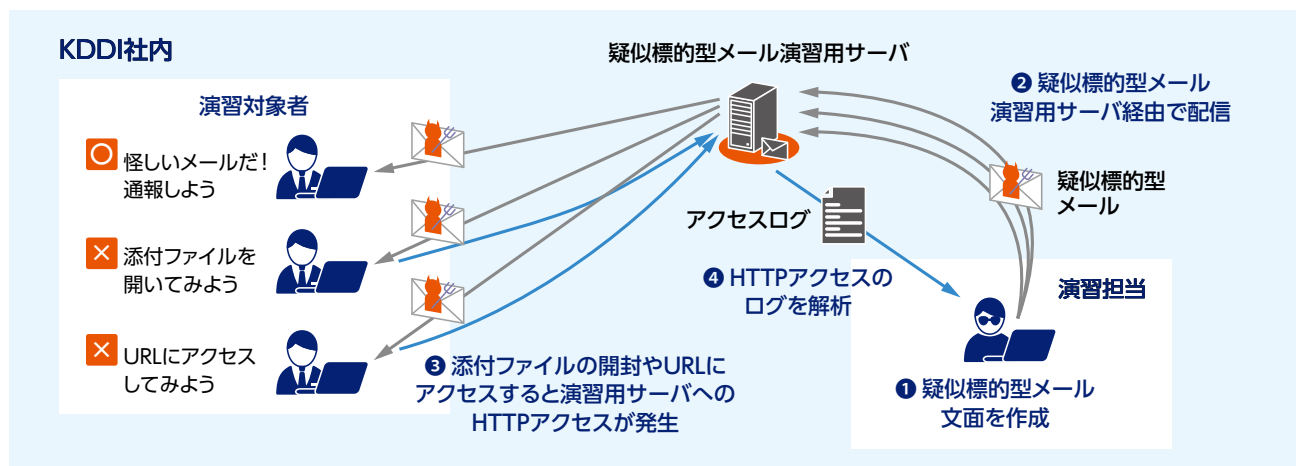 KDDI社内
演習対象者
怪しいメールだ！
通報しよう
添付ファイルを
開いてみよう
URLにアクセス
してみよう
疑似標的型メール演習用サーバ
❷ 疑似標的型メール
演習用サーバ経由で配信
疑似標的型
メール
アクセスログ
❹ HTTPアクセスの
ログを解析
❸ 添付ファイルの開封やURLに
アクセスすると演習用サーバへの
HTTPアクセスが発生
演習担当
❶ 疑似標的型メール
文面を作成